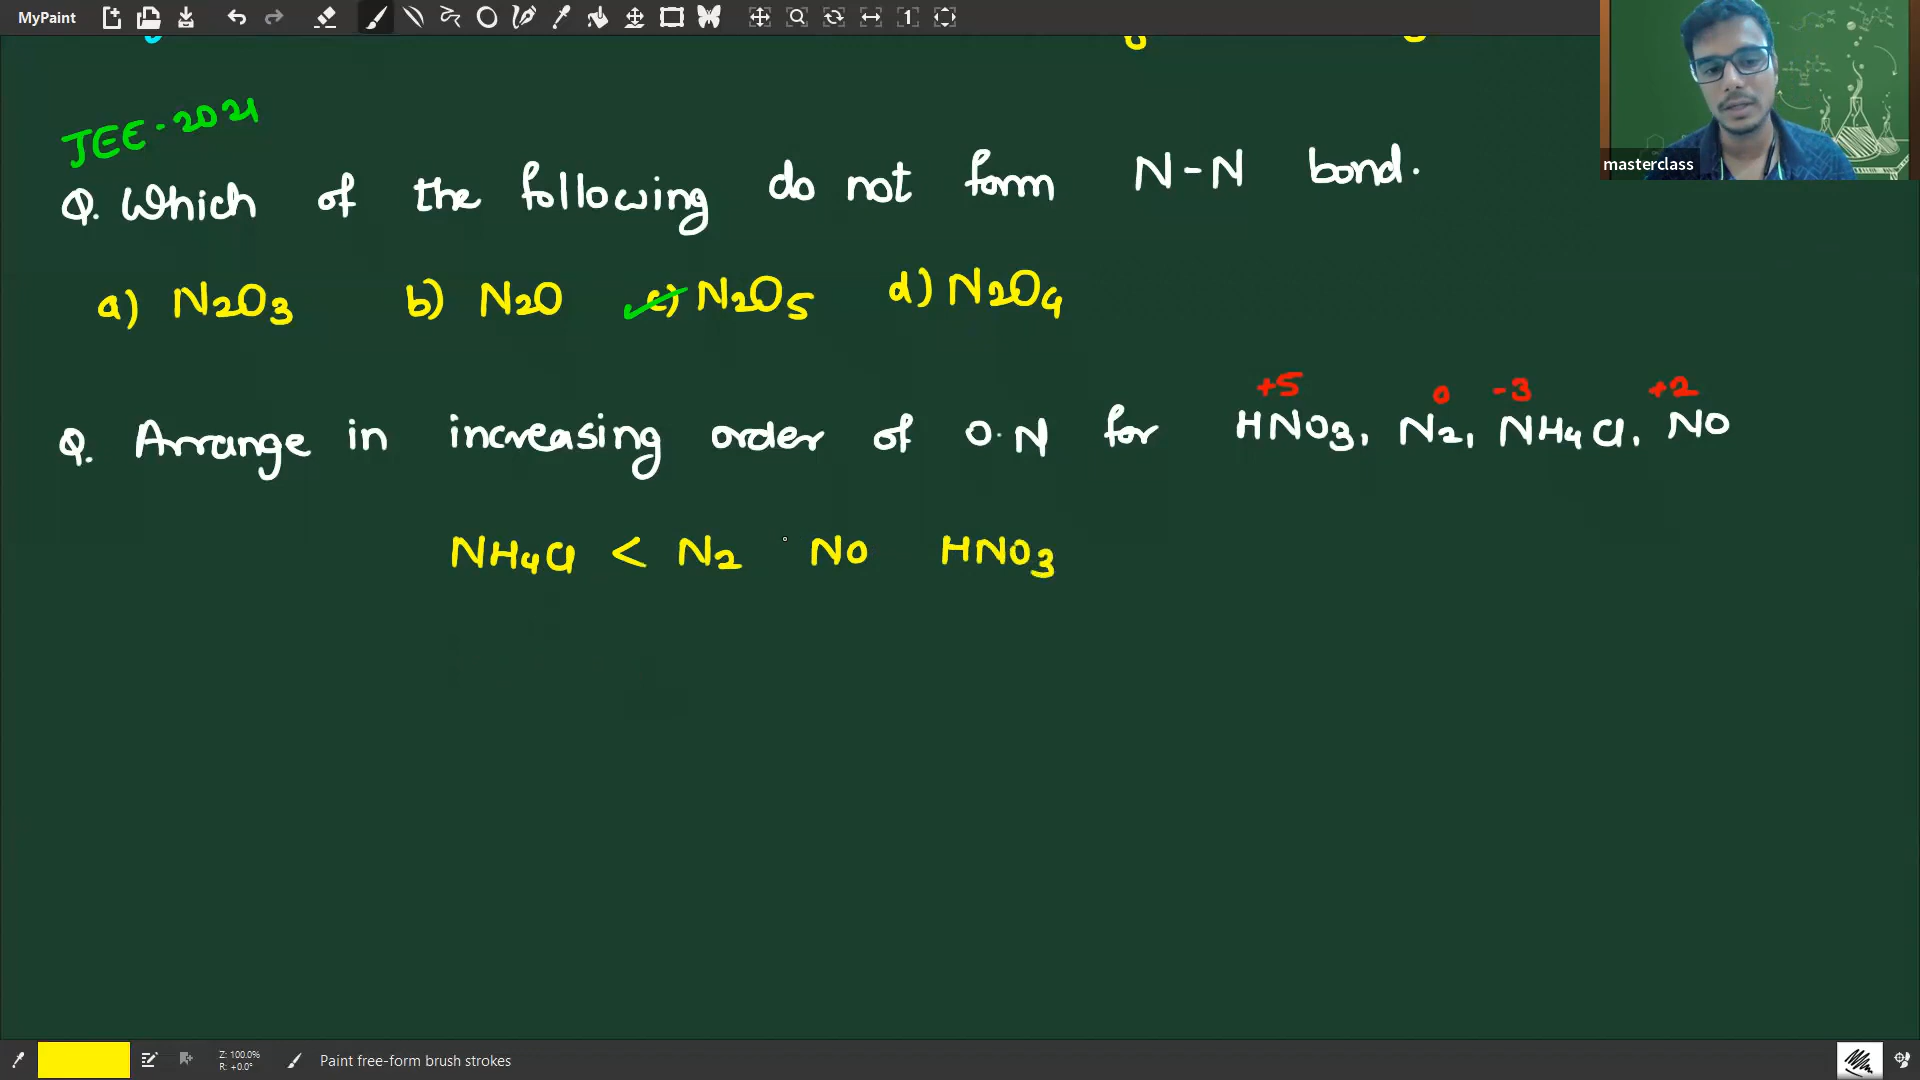 MyPaint
masterclass
JEE-2021
Q. Which of the following do not form N-N bond.
a) N2O3 b) N2O c) N2O5 d) N2O4
+5 0 -3 +2
Q. Arrange in increasing order of O.N for HNO3, N2, NH4Cl, NO
NH4Cl < N2 NO HNO3
Z: 100.0%
R: +0.0°
Paint free-form brush strokes